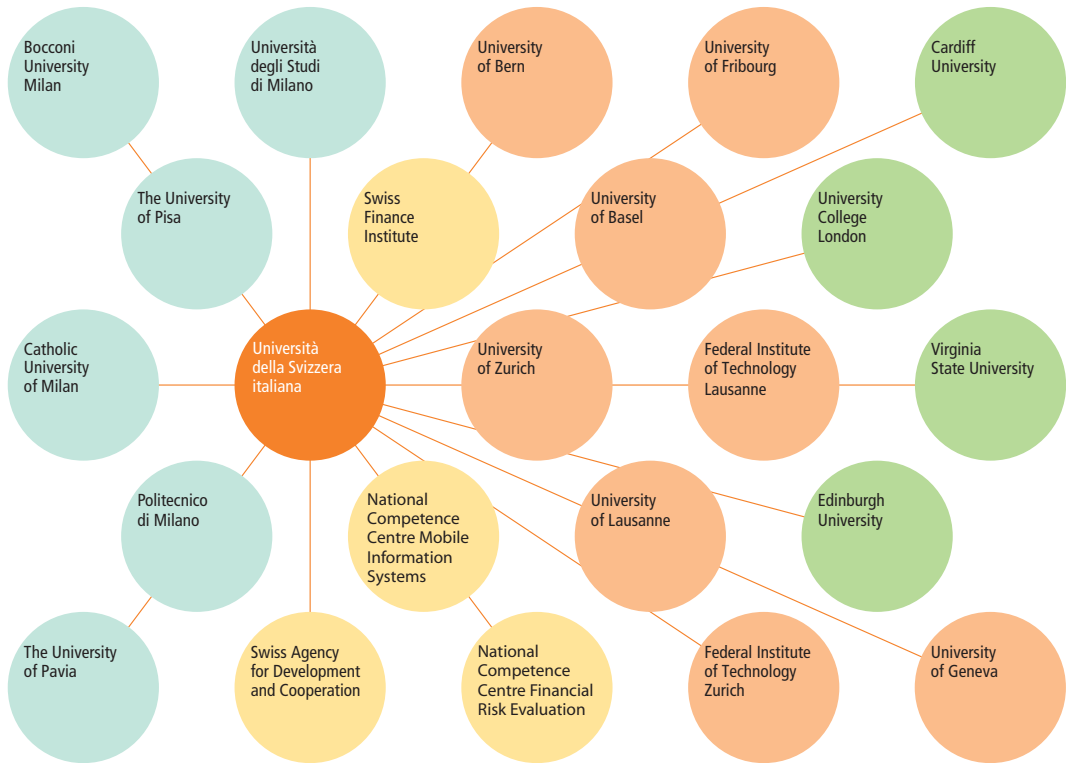 Bocconi
University
Milan
Università
degli Studi
di Milano
University
of Bern
University
of Fribourg
Cardiff
University
The University
of Pisa
Swiss
Finance
Institute
University
of Basel
University
College
London
Catholic
University
of Milan
Università
della Svizzera
italiana
University
of Zurich
Federal Institute
of Technology
Lausanne
Virginia
State University
Politecnico
di Milano
National
Competence
Centre Mobile
Information
Systems
University
of Lausanne
Edinburgh
University
The University
of Pavia
Swiss Agency
for Development
and Cooperation
National
Competence
Centre Financial
Risk Evaluation
Federal Institute
of Technology
Zurich
University
of Geneva